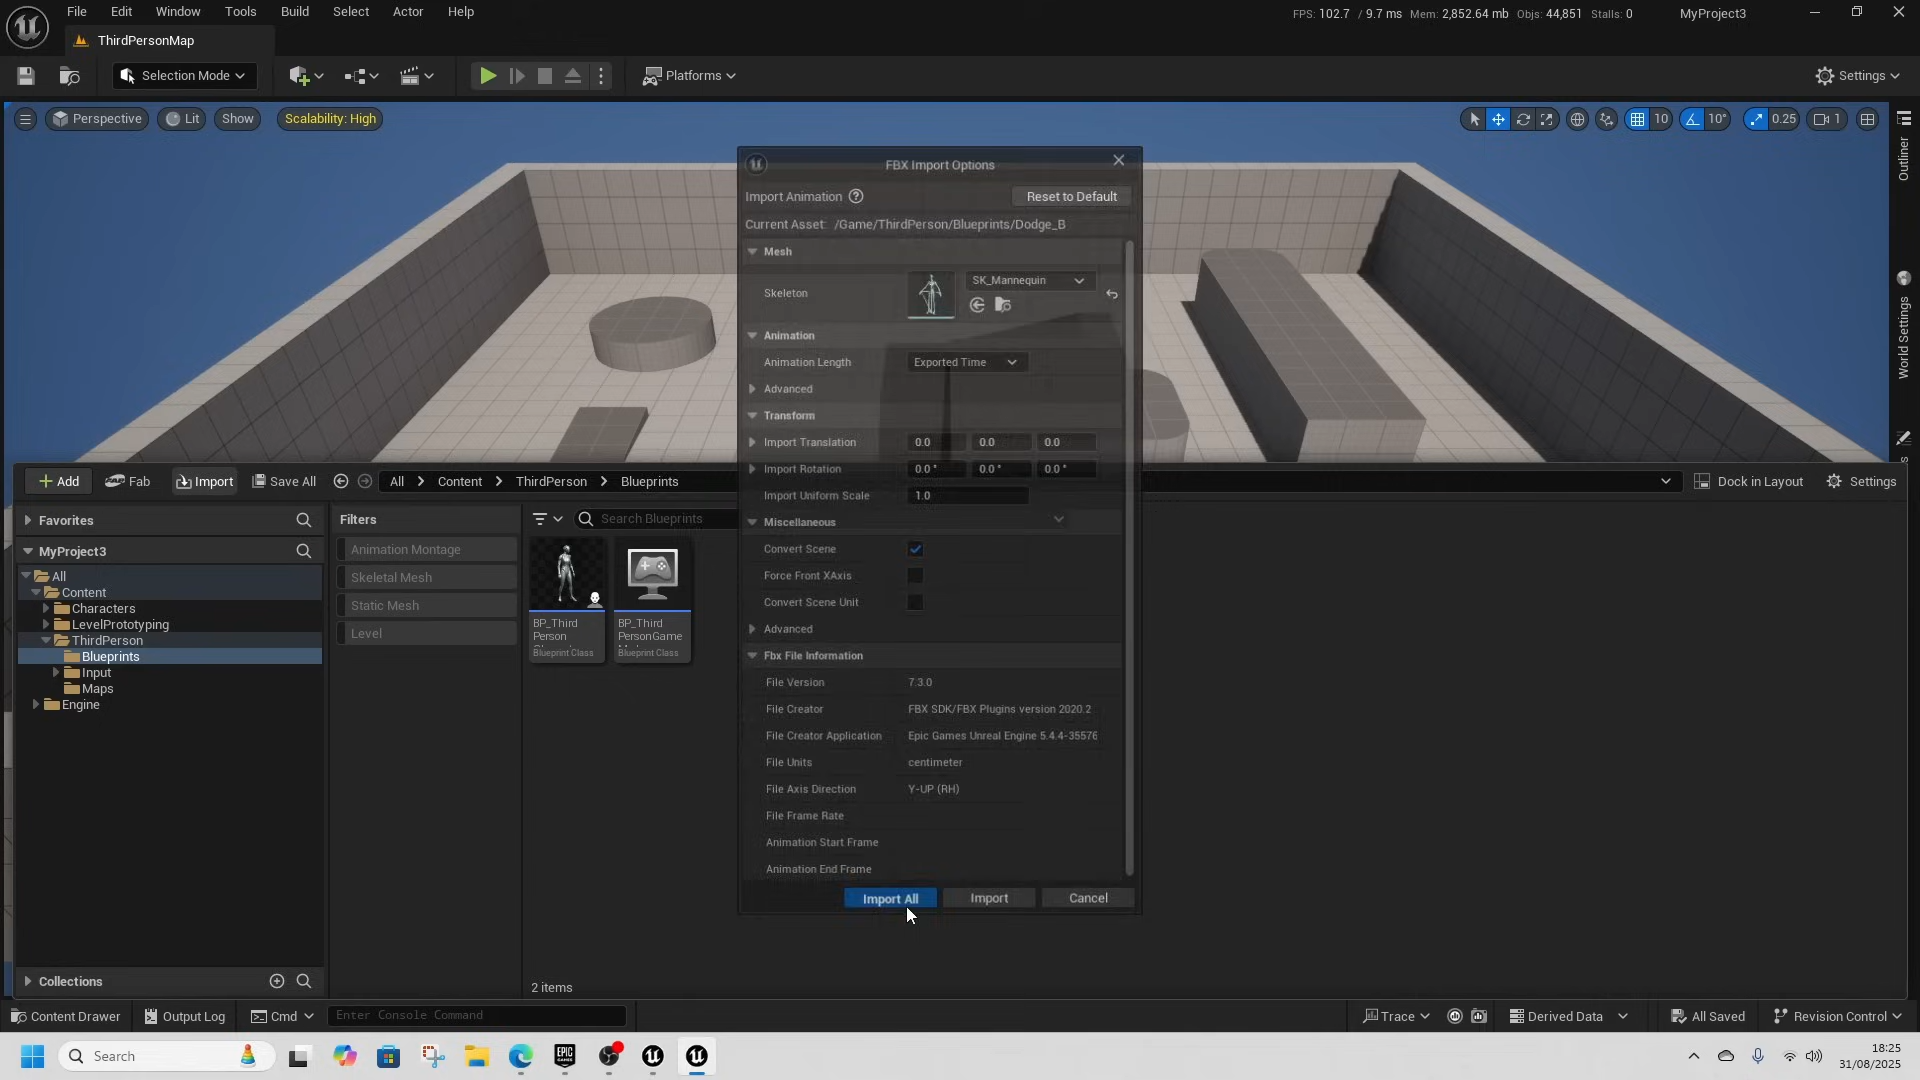 File Edit Window Tools Build Select Actor Help
FPS: 102.7 / 9.7 ms Mem: 2,852.64 mb Objs: 44,851 Stalls: 0 MyProject3
ThirdPersonMap
Selection Mode Platforms Settings
Perspective Lit Show Scalability: High 10 10° 0.25 1
Outliner
World Settings
FBX Import Options
Import Animation Reset to Default
Current Asset: /Game/ThirdPerson/Blueprints/Dodge_B
Mesh
Skeleton SK_Mannequin
Animation
Animation Length Exported Time
Advanced
Transform
Import Translation 0.0 0.0 0.0
Import Rotation 0.0 ° 0.0 ° 0.0 °
Import Uniform Scale 1.0
Miscellaneous
Convert Scene
Force Front XAxis
Convert Scene Unit
Advanced
Fbx File Information
File Version 7.3.0
File Creator FBX SDK/FBX Plugins version 2020.2
File Creator Application Epic Games Unreal Engine 5.4.4-35576
File Units centimeter
File Axis Direction Y-UP (RH)
File Frame Rate
Animation Start Frame
Animation End Frame
Import All Import Cancel
Add Fab Import Save All All Content ThirdPerson Blueprints Dock in Layout Settings
Favorites
MyProject3
All
Content
Characters
LevelPrototyping
ThirdPerson
Blueprints
Input
Maps
Engine
Collections
Filters
Animation Montage
Skeletal Mesh
Static Mesh
Level
Search Blueprints
BP_Third
Person
Blueprint Class
BP_Third
PersonGame
Blueprint Class
2 items
Content Drawer Output Log Cmd Enter Console Command Trace Derived Data All Saved Revision Control
Search
EPIC
GAMES
18:25
31/08/2025